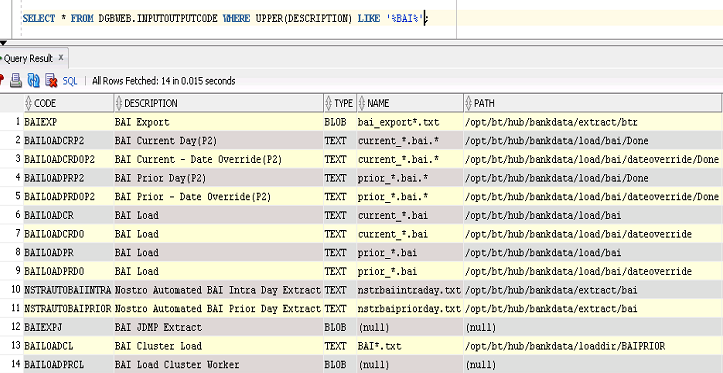 SELECT * FROM DGBWEB.INPUTOUTPUTCODE WHERE UPPER(DESCRIPTION) LIKE '%BAI%';
Query Result x
SQL | All Rows Fetched: 14 in 0.015 seconds
CODE DESCRIPTION TYPE NAME PATH
1 BAIEXP BAI Export BLOB bai_export*.txt /opt/bt/hub/bankdata/extract/btr
2 BAILOADCRP2 BAI Current Day(P2) TEXT current_*.bai.* /opt/bt/hub/bankdata/load/bai/Done
3 BAILOADCRDOP2 BAI Current - Date Override(P2) TEXT current_*.bai.* /opt/bt/hub/bankdata/load/bai/dateoverride/Done
4 BAILOADPRP2 BAI Prior Day(P2) TEXT prior_*.bai.* /opt/bt/hub/bankdata/load/bai/Done
5 BAILOADPRDOP2 BAI Prior - Date Override(P2) TEXT prior_*.bai.* /opt/bt/hub/bankdata/load/bai/dateoverride/Done
6 BAILOADCR BAI Load TEXT current_*.bai /opt/bt/hub/bankdata/load/bai
7 BAILOADCRDO BAI Load TEXT current_*.bai /opt/bt/hub/bankdata/load/bai/dateoverride
8 BAILOADPR BAI Load TEXT prior_*.bai /opt/bt/hub/bankdata/load/bai
9 BAILOADPRDO BAI Load TEXT prior_*.bai /opt/bt/hub/bankdata/load/bai/dateoverride
10 NSTRAUTOBAIINTRA Nostro Automated BAI Intra Day Extract TEXT nstrbaiintraday.txt /opt/bt/hub/bankdata/extract/bai
11 NSTRAUTOBAIPRIOR Nostro Automated BAI Prior Day Extract TEXT nstrbaipriorday.txt /opt/bt/hub/bankdata/extract/bai
12 BAIEXPJ BAI JDMP Extract BLOB (null) (null)
13 BAILOADCL BAI Cluster Load TEXT BAI*.txt /opt/bt/hub/bankdata/loaddir/BAIPRIOR
14 BAILOADPRCL BAI Load Cluster Worker BLOB (null) (null)